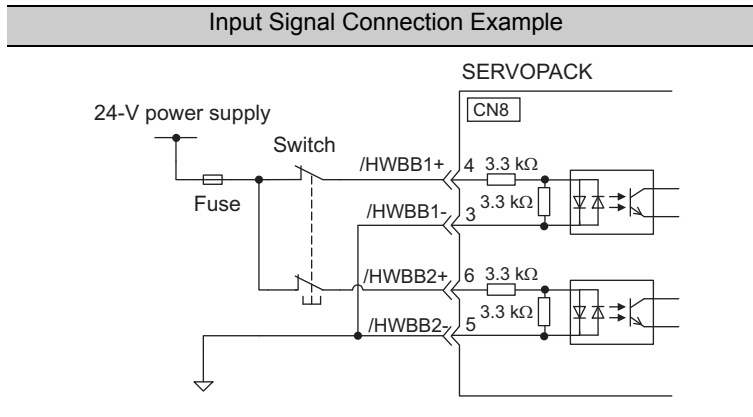 Input Signal Connection Example
SERVOPACK
CN8
24-V power supply
Switch
Fuse
/HWBB1+ 4 3.3 kΩ
3.3 kΩ
/HWBB1- 3
/HWBB2+ 6 3.3 kΩ
3.3 kΩ
/HWBB2- 5